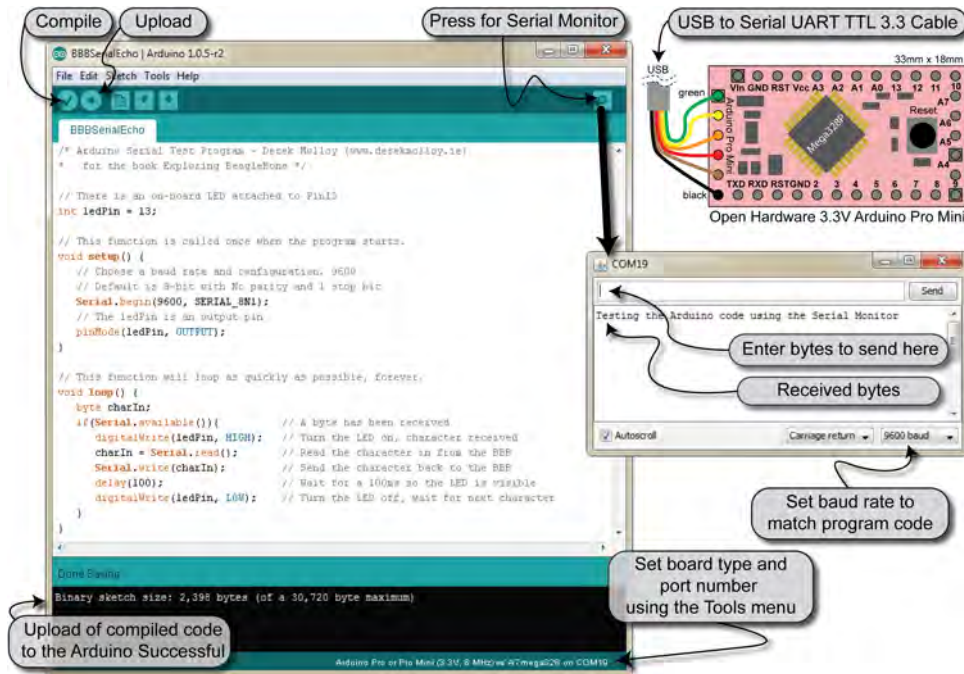 Compile
Upload
Press for Serial Monitor
USB to Serial UART TTL 3.3 Cable
BBBSerialEcho | Arduino 1.0.5-r2
File Edit Sketch Tools Help
BBBSerialEcho
/* Arduino Serial Test Program - Derek Molloy (www.derekmolloy.ie)
* for the book Exploring BeagleBone */
// There is an on-board LED attached to Pin13
int ledPin = 13;
// This function is called once when the program starts.
void setup() {
// Choose a baud rate and configuration. 9600
// Default is 8-bit with No parity and 1 stop bit
Serial.begin(9600, SERIAL_8N1);
// The ledPin is an output pin
pinMode(ledPin, OUTPUT);
}
// This function will loop as quickly as possible, forever.
void loop() {
byte charIn;
if(Serial.available()){ // A byte has been received
digitalWrite(ledPin, HIGH); // Turn the LED on, character received
charIn = Serial.read(); // Read the character in from the BBB
Serial.write(charIn); // Send the character back to the BBB
delay(100); // Wait for a 100ms so the LED is visible
digitalWrite(ledPin, LOW); // Turn the LED off, wait for next character
}
}
Done Saving
Binary sketch size: 2,398 bytes (of a 30,720 byte maximum)
Upload of compiled code
to the Arduino Successful
Arduino Pro or Pro Mini (3.3V, 8 MHz) w/ ATmega328 on COM19
USB
33mm x 18mm
green
Vin GND RST Vcc A3 A2 A1 A0 13 12 11 10
A7
A6
A5
A4
Arduino Pro Mini
Mega328P
Reset
black
TXD RXD RST GND 2 3 4 5 6 7 8 9
Open Hardware 3.3V Arduino Pro Mini
COM19
Send
Testing the Arduino code using the Serial Monitor
Enter bytes to send here
Received bytes
Autoscroll
Carriage return
9600 baud
Set baud rate to
match program code
Set board type and
port number
using the Tools menu